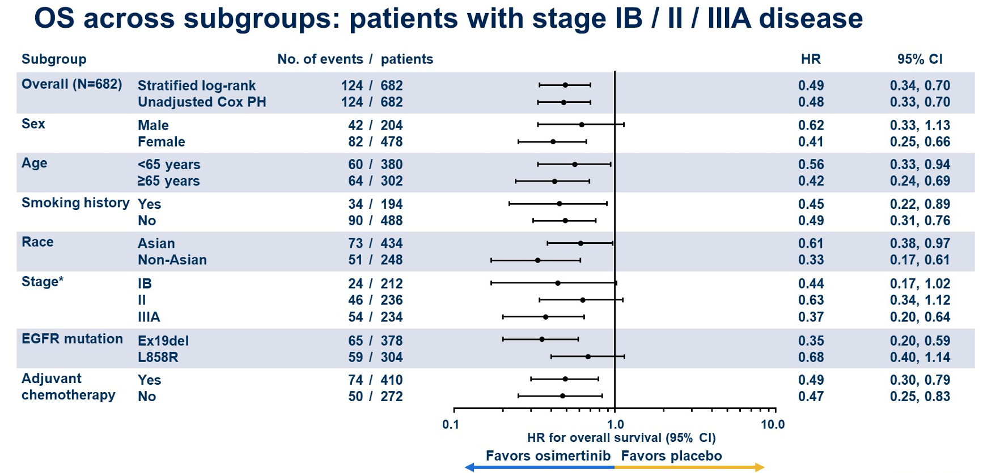 OS across subgroups: patients with stage IB / II / IIIA disease
Subgroup No. of events / patients HR 95% CI
Overall (N=682) Stratified log-rank 124 / 682 0.49 0.34, 0.70
Unadjusted Cox PH 124 / 682 0.48 0.33, 0.70
Sex Male 42 / 204 0.62 0.33, 1.13
Female 82 / 478 0.41 0.25, 0.66
Age <65 years 60 / 380 0.56 0.33, 0.94
≥65 years 64 / 302 0.42 0.24, 0.69
Smoking history Yes 34 / 194 0.45 0.22, 0.89
No 90 / 488 0.49 0.31, 0.76
Race Asian 73 / 434 0.61 0.38, 0.97
Non-Asian 51 / 248 0.33 0.17, 0.61
Stage* IB 24 / 212 0.44 0.17, 1.02
II 46 / 236 0.63 0.34, 1.12
IIIA 54 / 234 0.37 0.20, 0.64
EGFR mutation Ex19del 65 / 378 0.35 0.20, 0.59
L858R 59 / 304 0.68 0.40, 1.14
Adjuvant Yes 74 / 410 0.49 0.30, 0.79
chemotherapy No 50 / 272 0.47 0.25, 0.83
0.1 1.0 10.0
HR for overall survival (95% CI)
Favors osimertinib Favors placebo